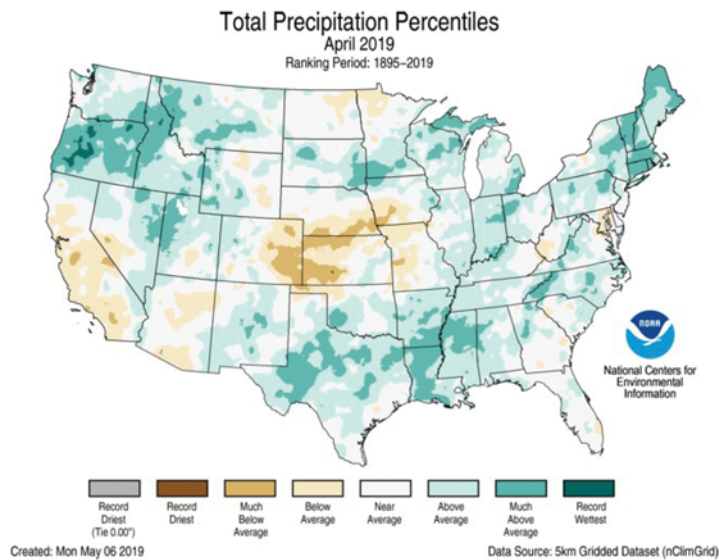 Total Precipitation Percentiles
April 2019
Ranking Period: 1895–2019
NOAA
National Centers for
Environmental
Information
Record
Driest
(Tie 0.00")
Record
Driest
Much
Below
Average
Below
Average
Near
Average
Above
Average
Much
Above
Average
Record
Wettest
Created: Mon May 06 2019
Data Source: 5km Gridded Dataset (nClimGrid)